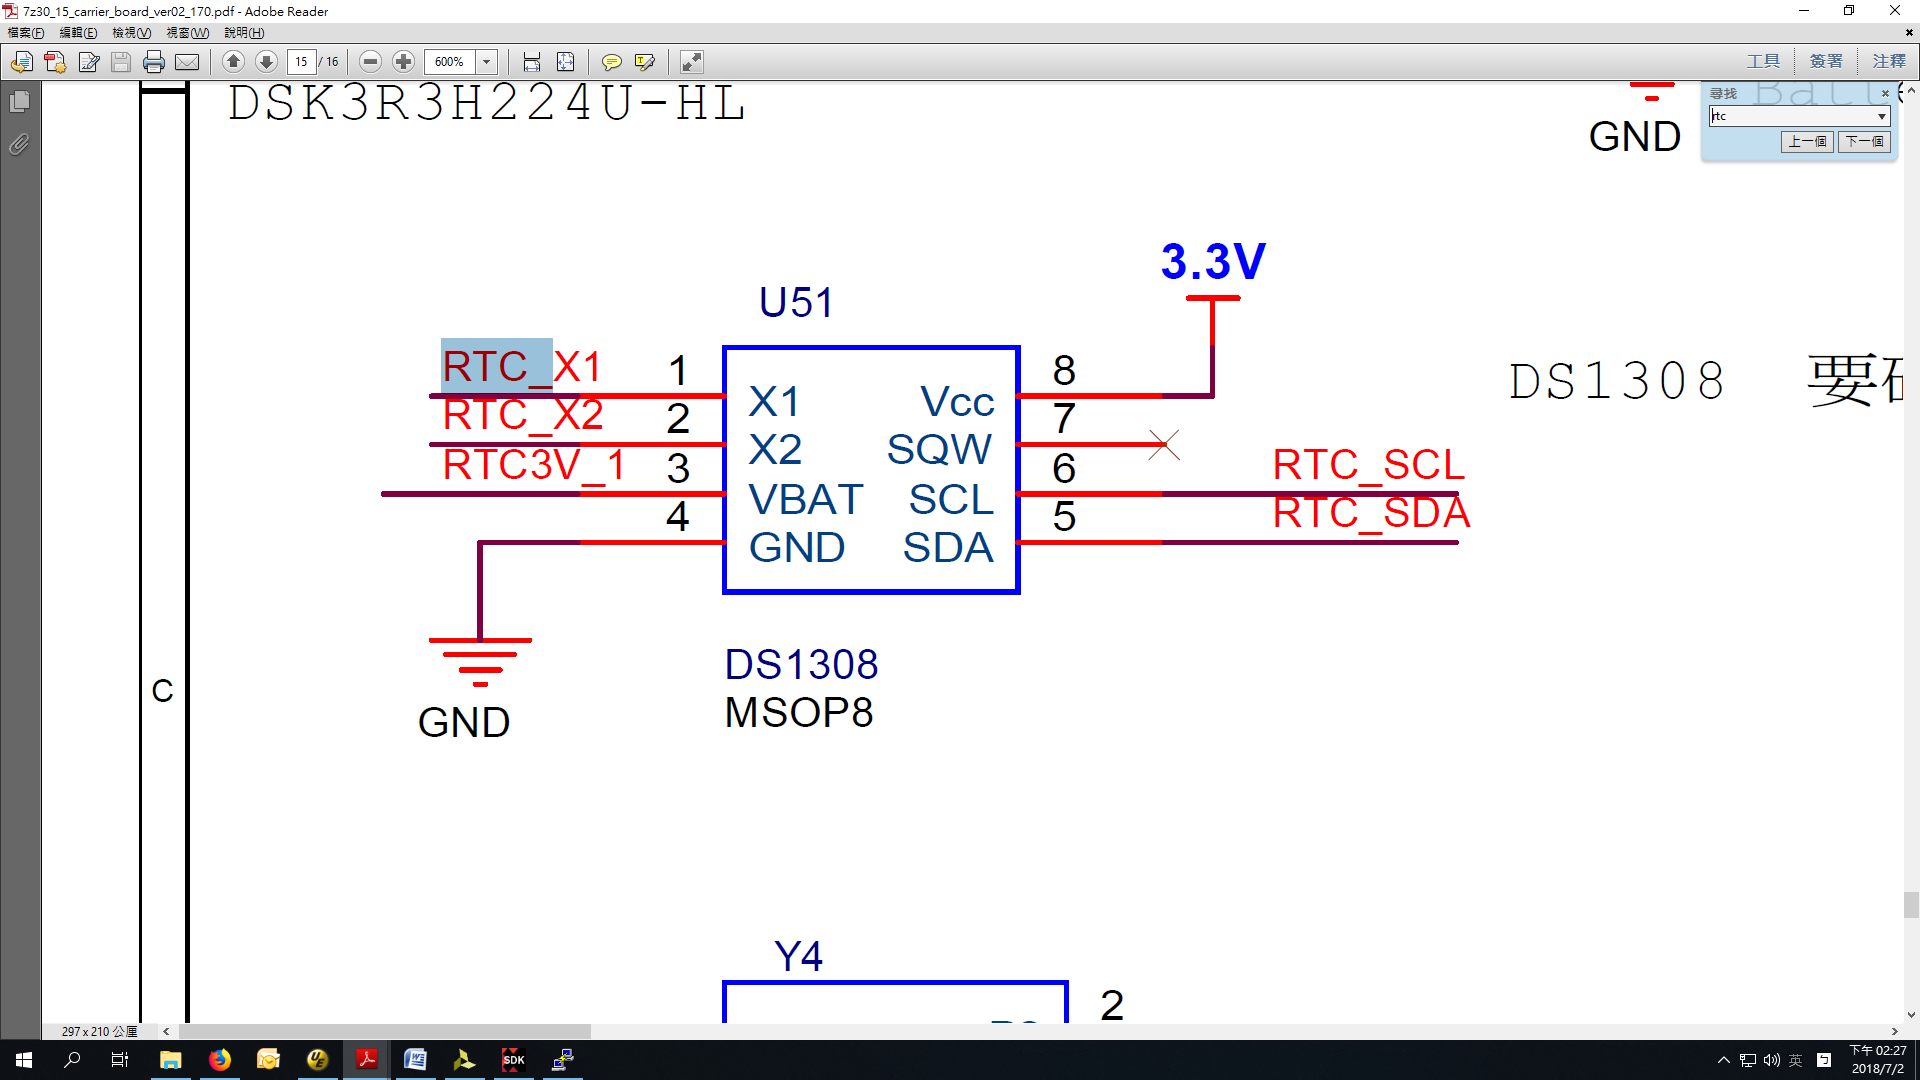 7z30_15_carrier_board_ver02_170.pdf - Adobe Reader
檔案(F) 編輯(E) 檢視(V) 視窗(W) 說明(H)
15 / 16 600% 工具 簽署 注釋
DSK3R3H224U-HL
尋找
rtc
上一個 下一個
GND
3.3V
U51
RTC_X1 1 X1 Vcc 8
RTC_X2 2 X2 SQW 7
RTC3V_1 3 VBAT SCL 6 RTC_SCL
4 GND SDA 5 RTC_SDA
DS1308 要
GND
DS1308
MSOP8
C
Y4
2
297 x 210 公厘
SDK
英
下午 02:27
2018/7/2